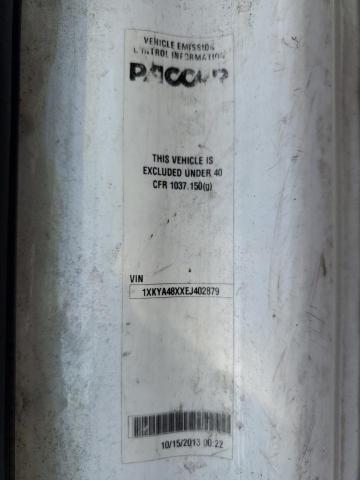 VEHICLE EMISSION
CONTROL INFORMATION
PACCAR
THIS VEHICLE IS
EXCLUDED UNDER 40
CFR 1037.150(g)
VIN
1XKYA48XXEJ402879
10/15/2013 00:22